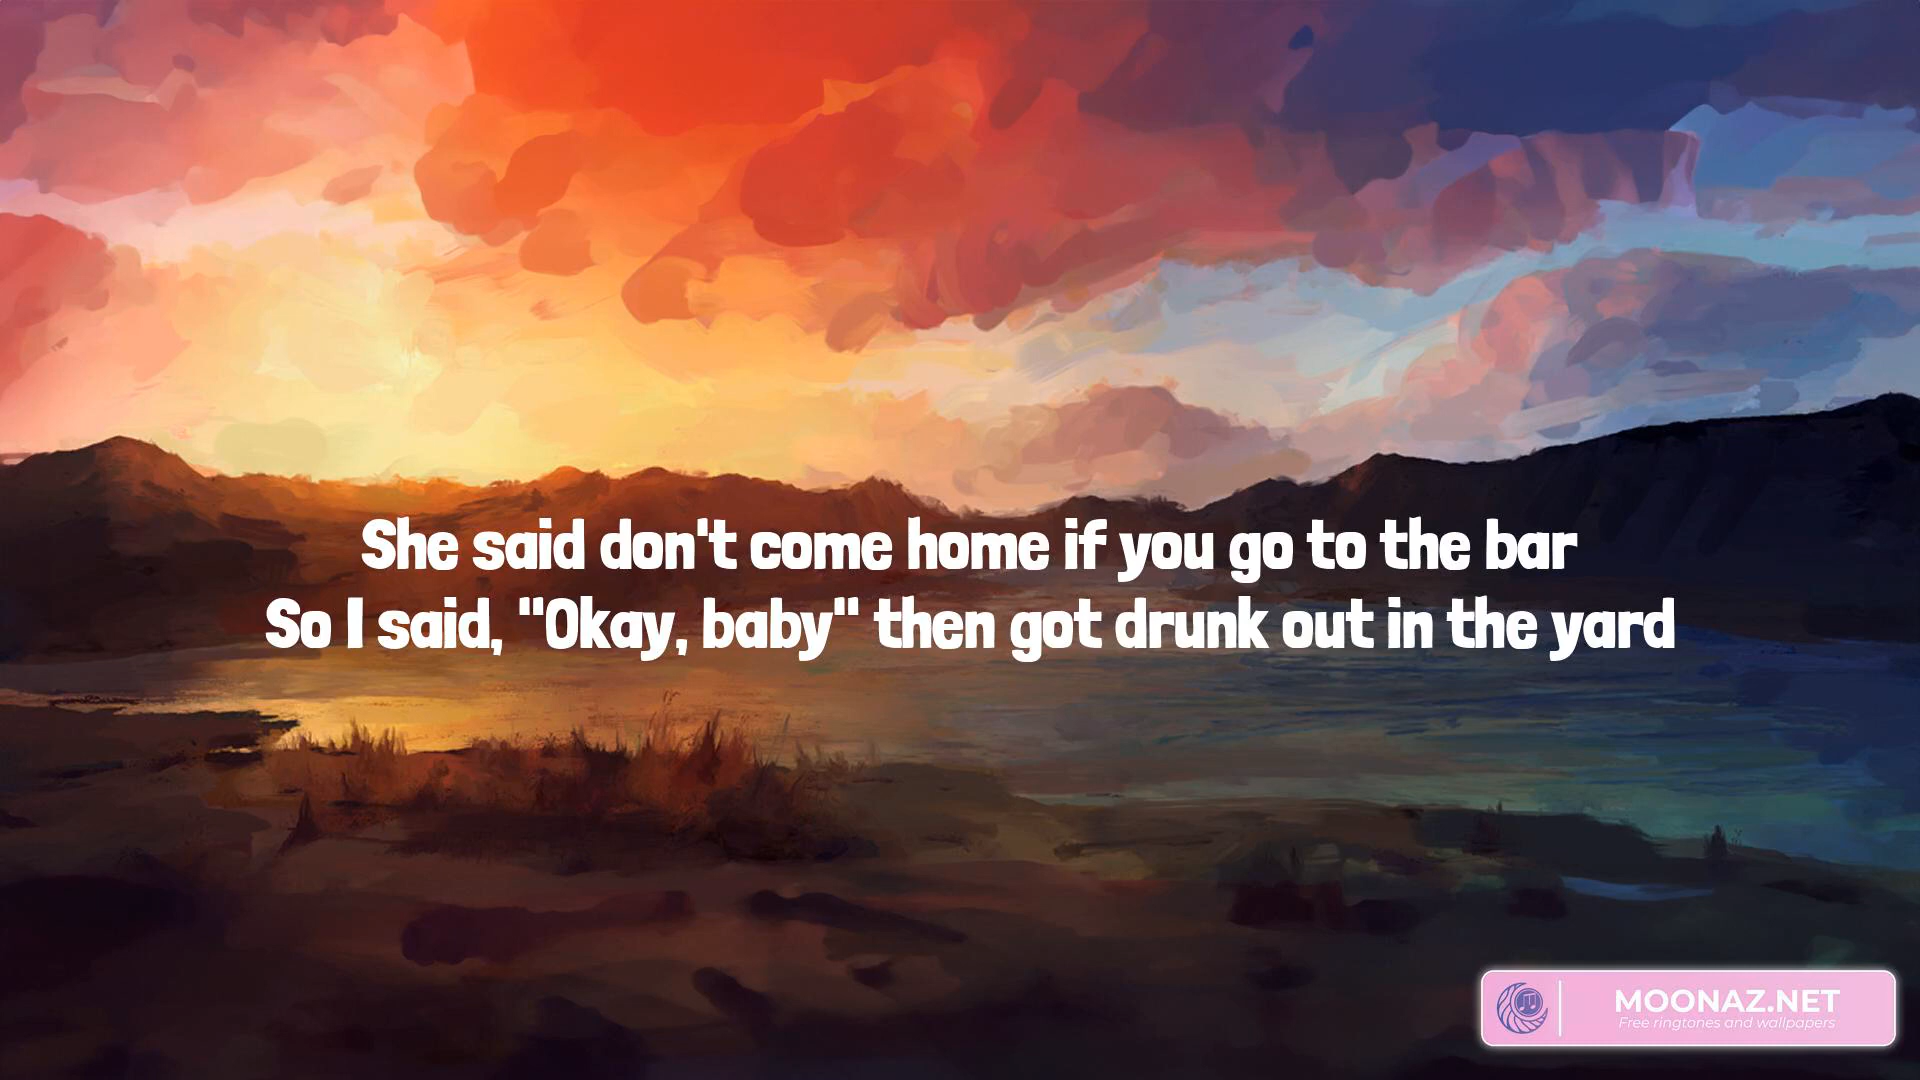 She said don't come home if you go to the bar
So I said, "Okay, baby" then got drunk out in the yard
MOONAZ.NET
Free ringtones and wallpapers